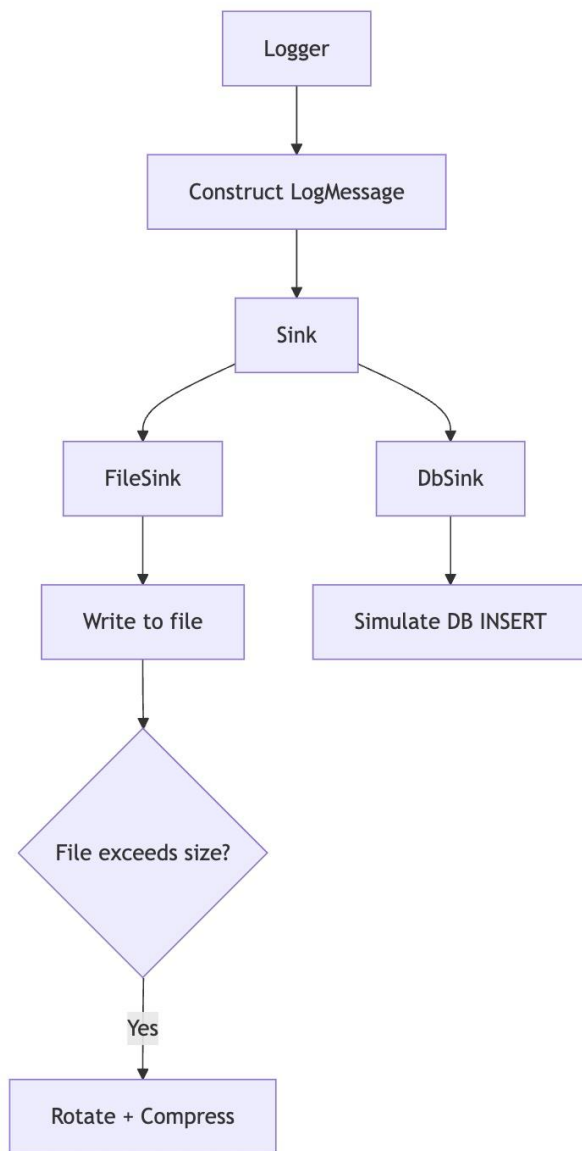 Logger
Construct LogMessage
Sink
FileSink
DbSink
Write to file
Simulate DB INSERT
File exceeds size?
Yes
Rotate + Compress